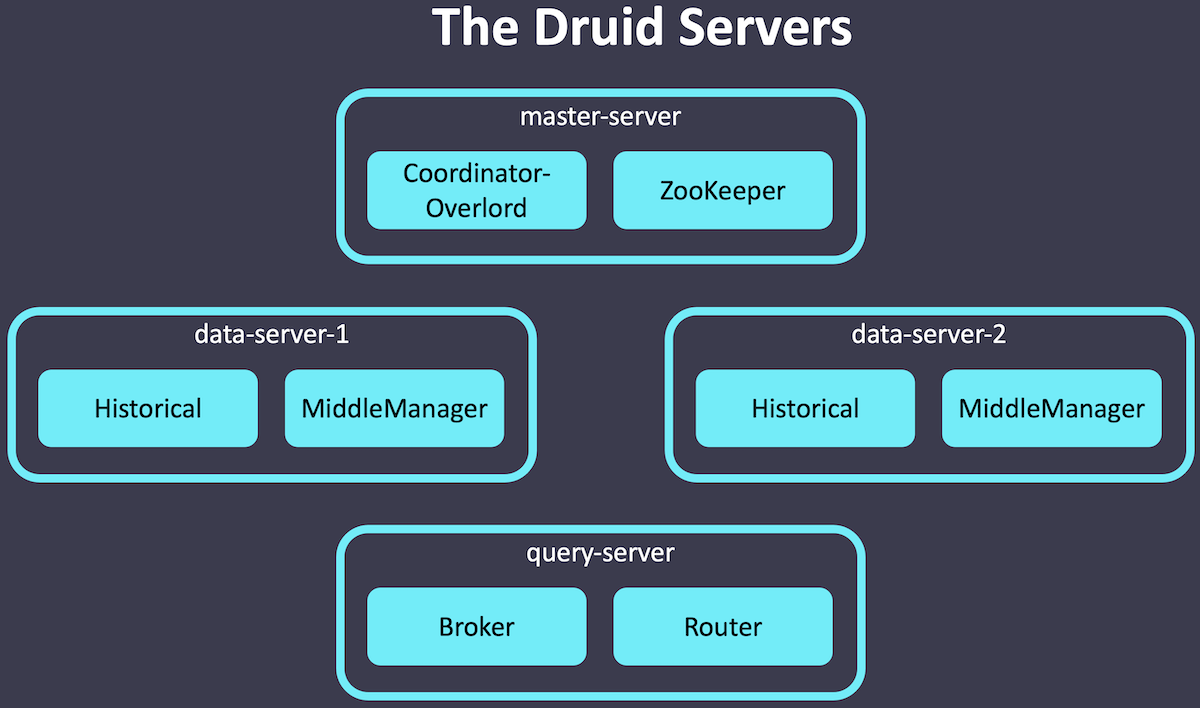 The Druid Servers
master-server
Coordinator-
Overlord
ZooKeeper
data-server-1
Historical
MiddleManager
data-server-2
Historical
MiddleManager
query-server
Broker
Router